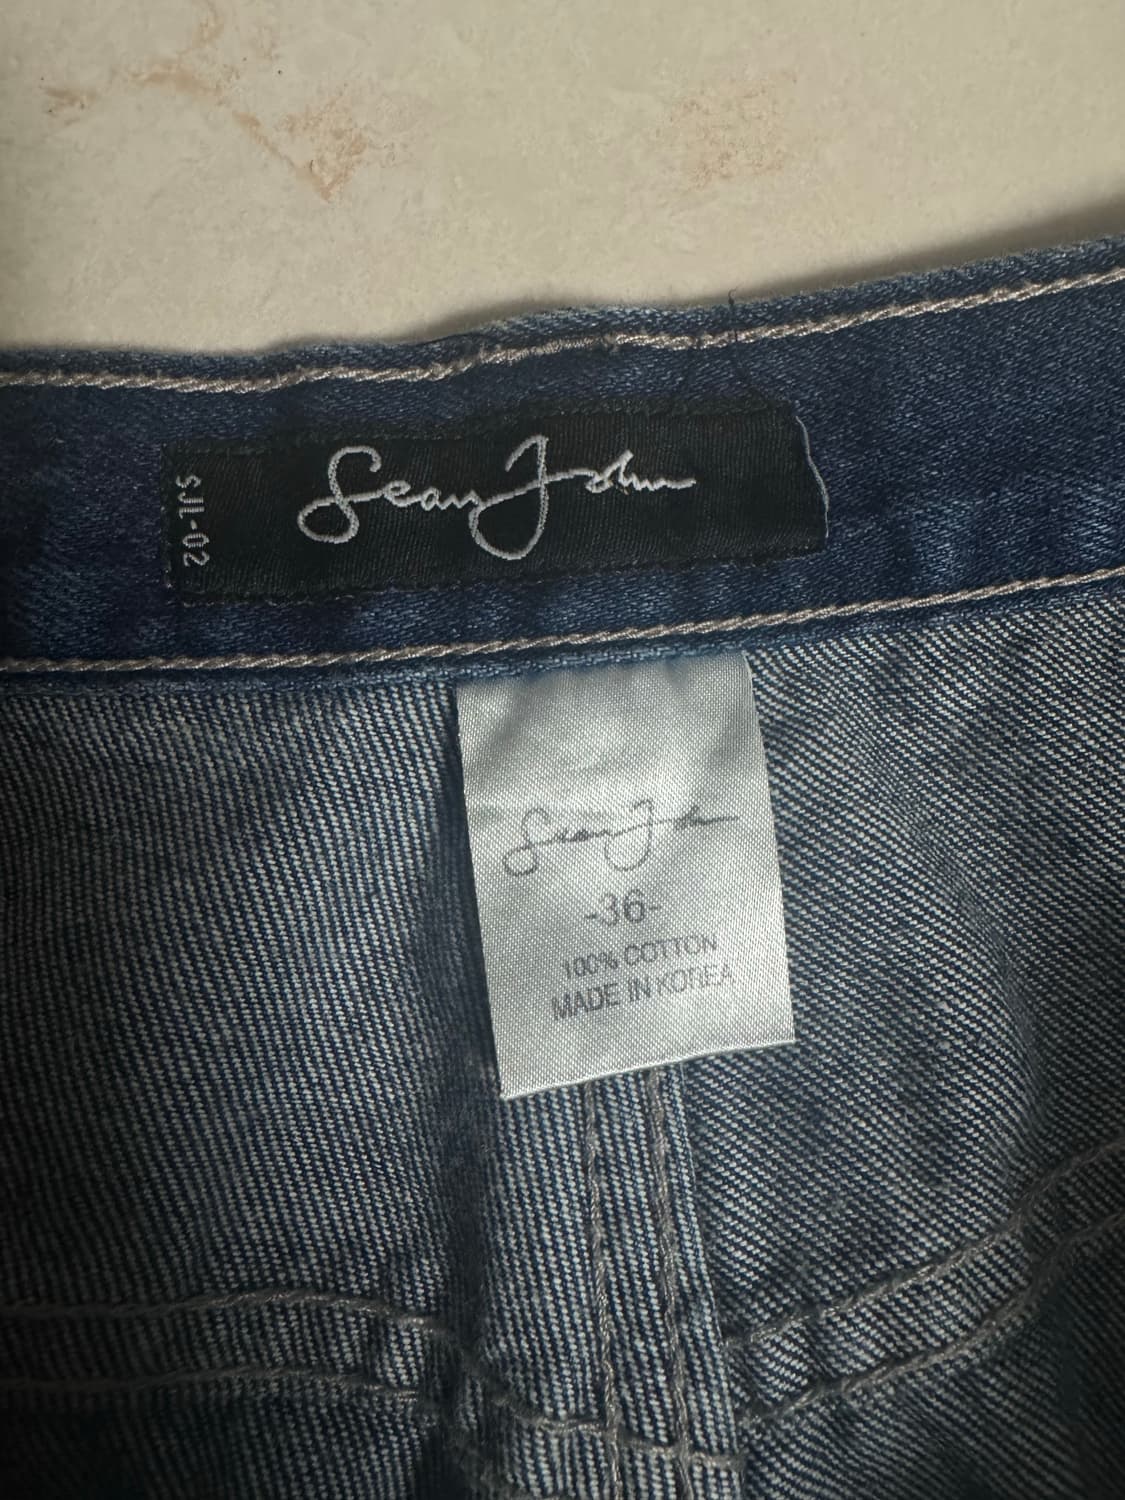 Sean John
SJL-02
Sean John
-36-
100% COTTON
MADE IN KOREA